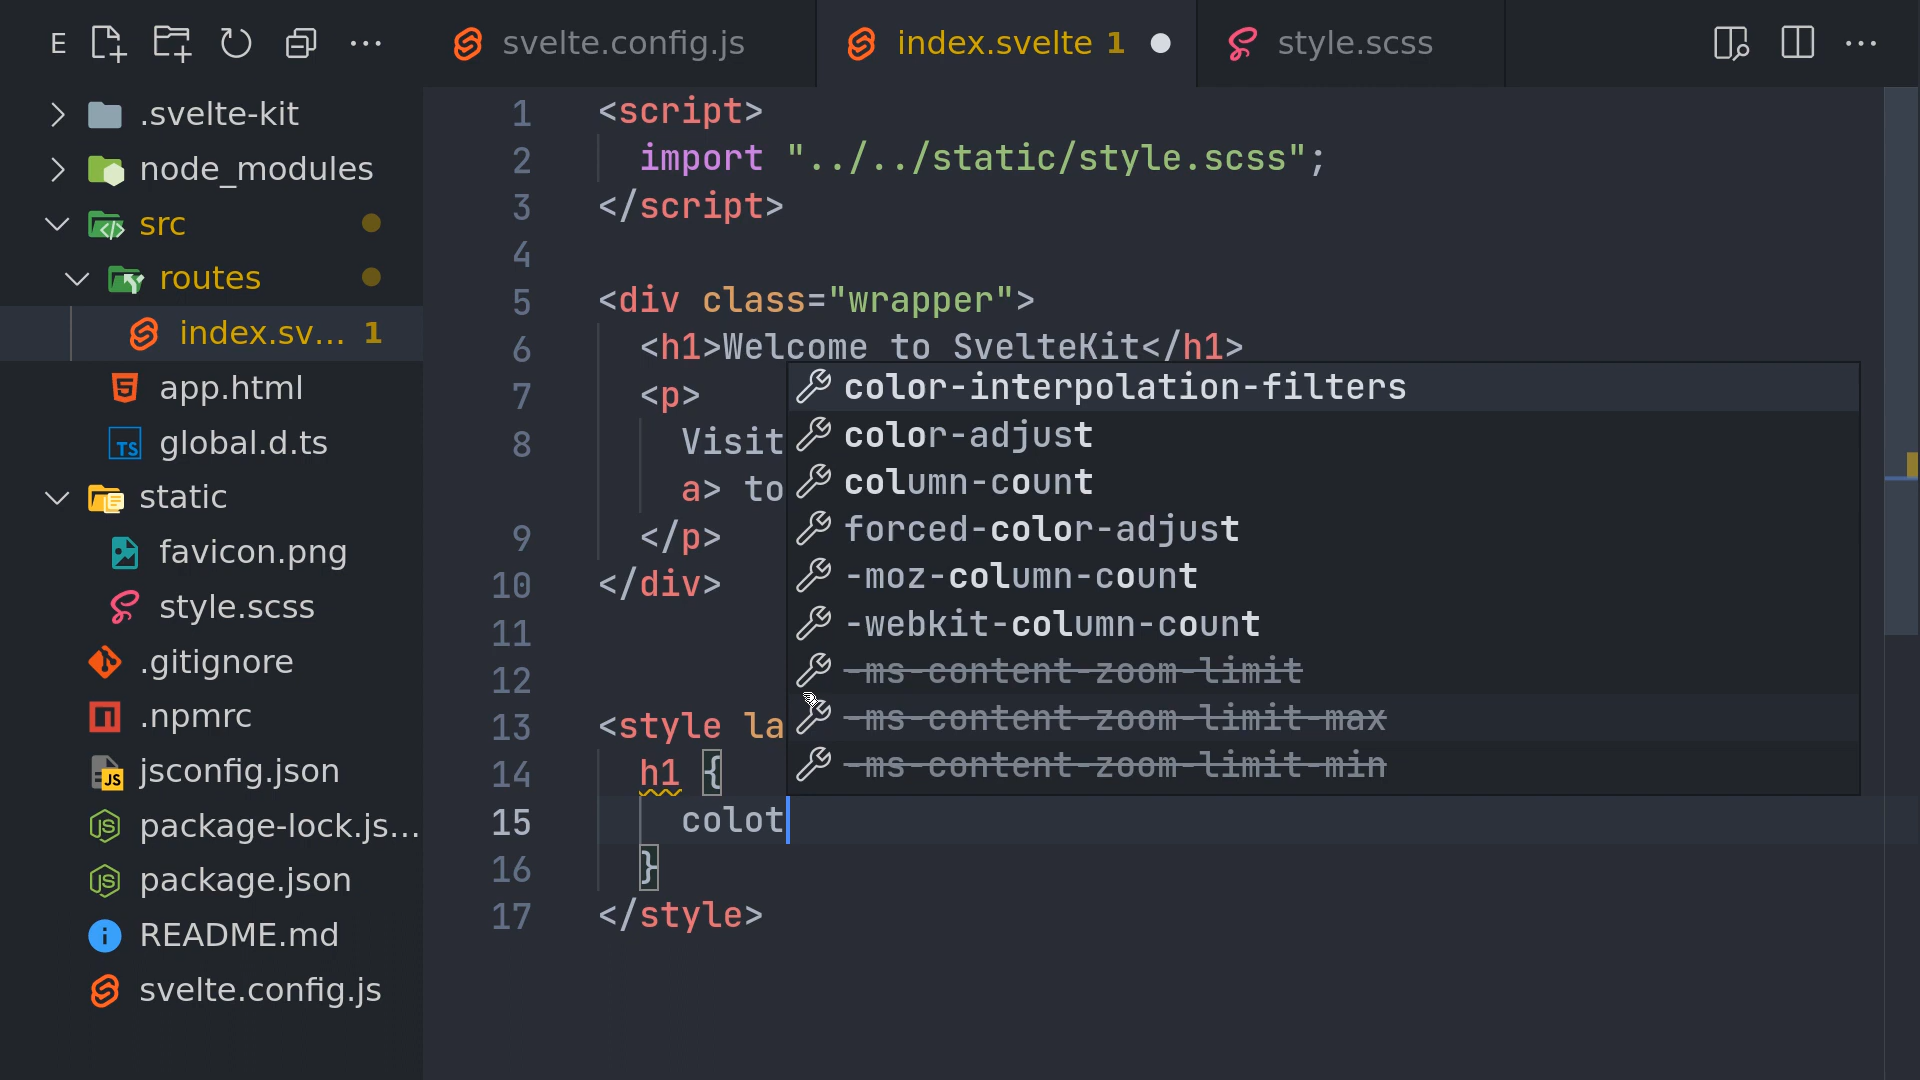 E
svelte.config.js
index.svelte 1
style.scss
.svelte-kit
node_modules
src
routes
index.sv... 1
app.html
global.d.ts
static
favicon.png
style.scss
.gitignore
.npmrc
jsconfig.json
package-lock.js...
package.json
README.md
svelte.config.js
1 <script>
2 import "../../static/style.scss";
3 </script>
4
5 <div class="wrapper">
6 <h1>Welcome to SvelteKit</h1>
7 <p>
8 Visit
a> to
9 </p>
10 </div>
11
12
13 <style la
14 h1 {
15 colot
16 }
17 </style>
color-interpolation-filters
color-adjust
column-count
forced-color-adjust
-moz-column-count
-webkit-column-count
-ms-content-zoom-limit
-ms-content-zoom-limit-max
-ms-content-zoom-limit-min